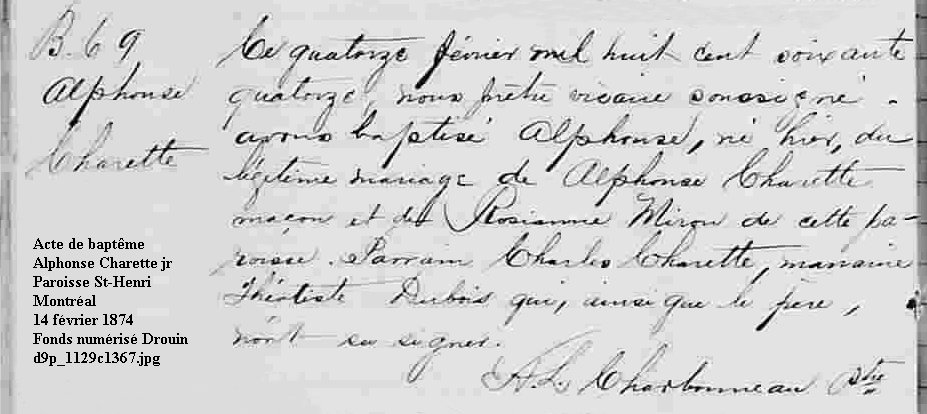 B. 69
Alphonse
Charette
Le quatorze février mil huit cent soixante
quatorze, nous prêtre vicaire soussigné
avons baptisé Alphonse, né hier, du
légitime mariage de Alphonse Charette
maçon et de Rosianne Miron de cette pa-
roisse. Parrain Charles Charette, marraine
Théotiste Dubois qui, ainsi que le père,
n'ont su signer.
A. L. Charbonneau Ptre
Acte de baptême
Alphonse Charette jr
Paroisse St-Henri
Montréal
14 février 1874
Fonds numérisé Drouin
d9p_1129c1367.jpg